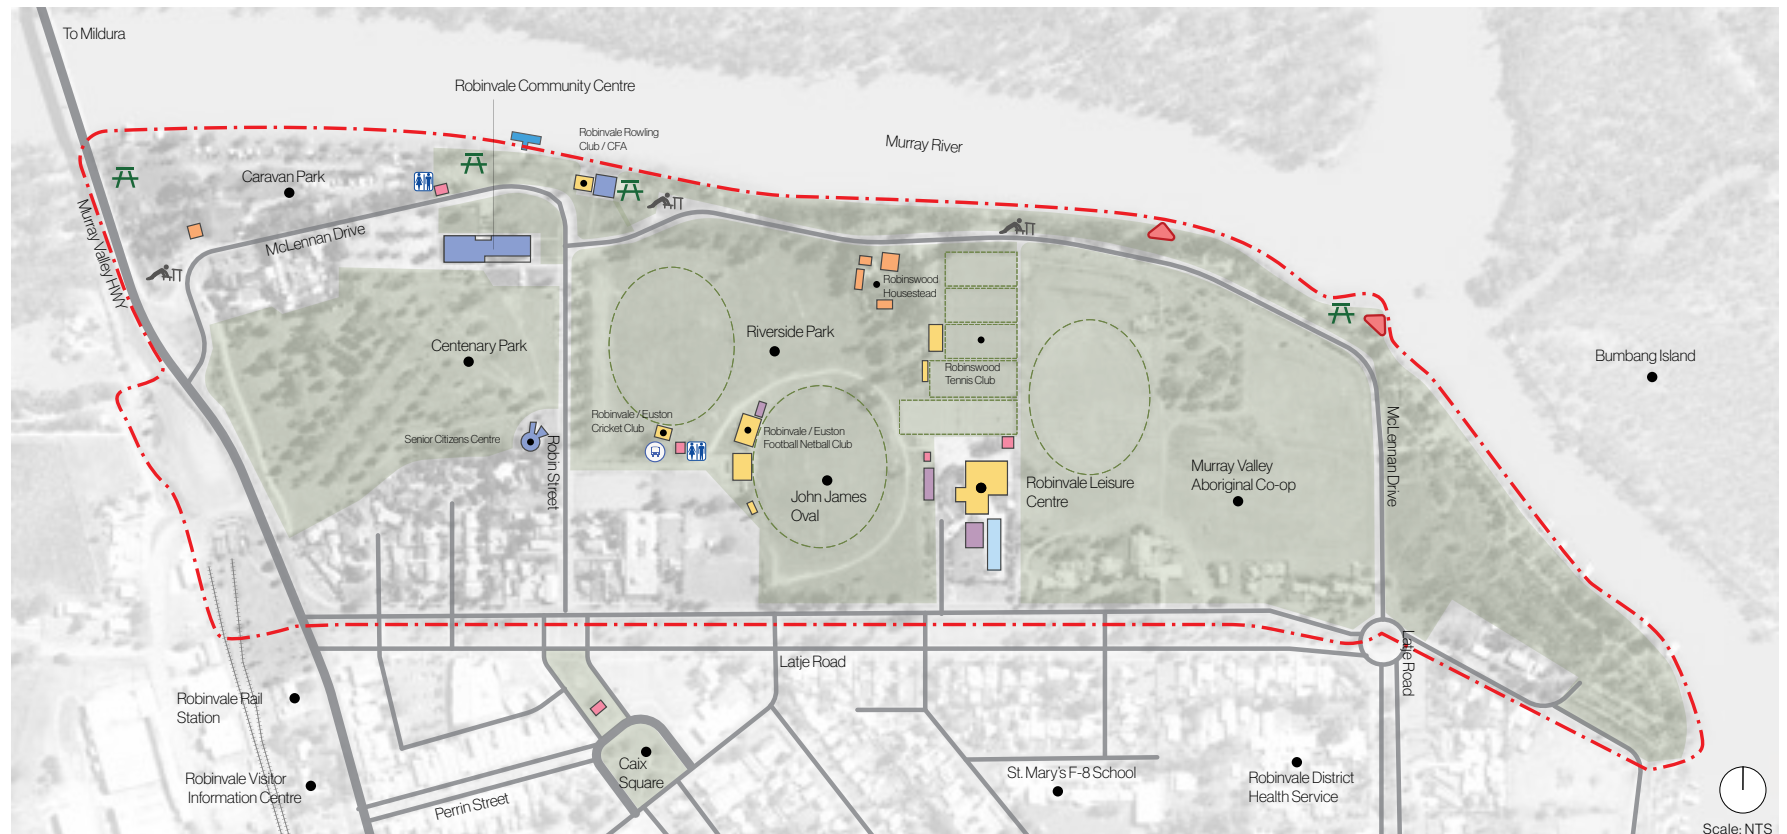 To Mildura
Robinvale Community Centre
Robinvale Rowling
Club / CFA
Murray River
Caravan Park
McLennan Drive
Murray Valley HWY
Robinswood
Housestead
Riverside Park
Centenary Park
Bumbang Island
Robinswood
Tennis Club
Robinvale / Euston
Cricket Club
Robinvale / Euston
Football Netball Club
Senior Citizens Centre
Robin Street
McLennan Drive
Murray Valley
Aboriginal Co-op
Robinvale Leisure
Centre
John James
Oval
Latje Road
Latje Road
Robinvale Rail
Station
Caix
Square
St. Mary's F-8 School
Robinvale District
Health Service
Robinvale Visitor
Information Centre
Perrin Street
Scale: NTS